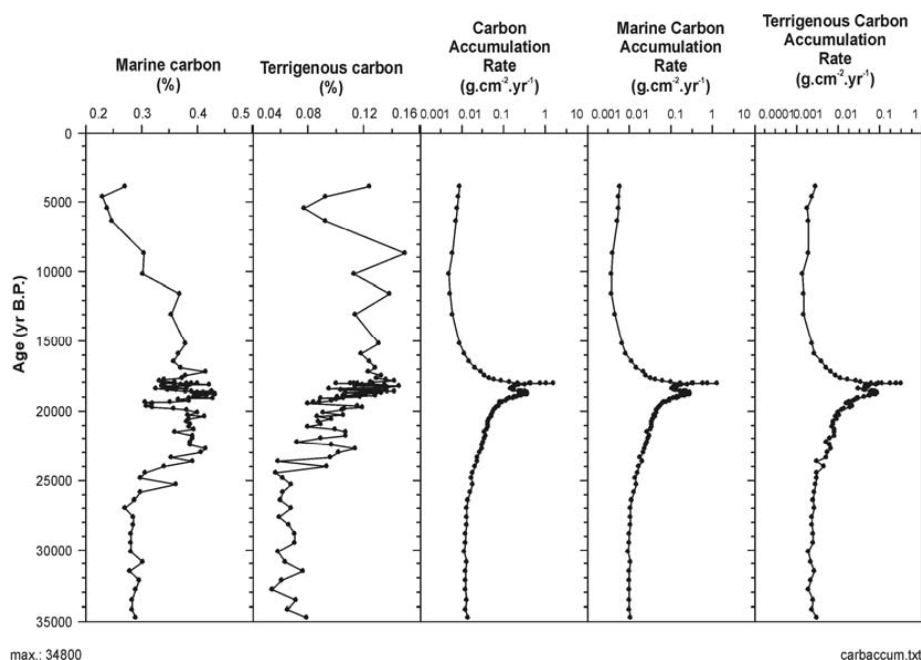 Carbon
Accumulation
Rate
(g.cm⁻².yr⁻¹)
Marine Carbon
Accumulation
Rate
(g.cm⁻².yr⁻¹)
Terrigenous Carbon
Accumulation
Rate
(g.cm⁻².yr⁻¹)
Marine carbon
(%)
Terrigenous carbon
(%)
0.2 0.3 0.4 0.5
0.04 0.08 0.12 0.16
0.001 0.01 0.1 1 10
0.001 0.01 0.1 1 10
0.00001 0.001 0.1 10
Age (yr B.P.)
0
5000
10000
15000
20000
25000
30000
35000
max.: 34800
carbaccum.txt